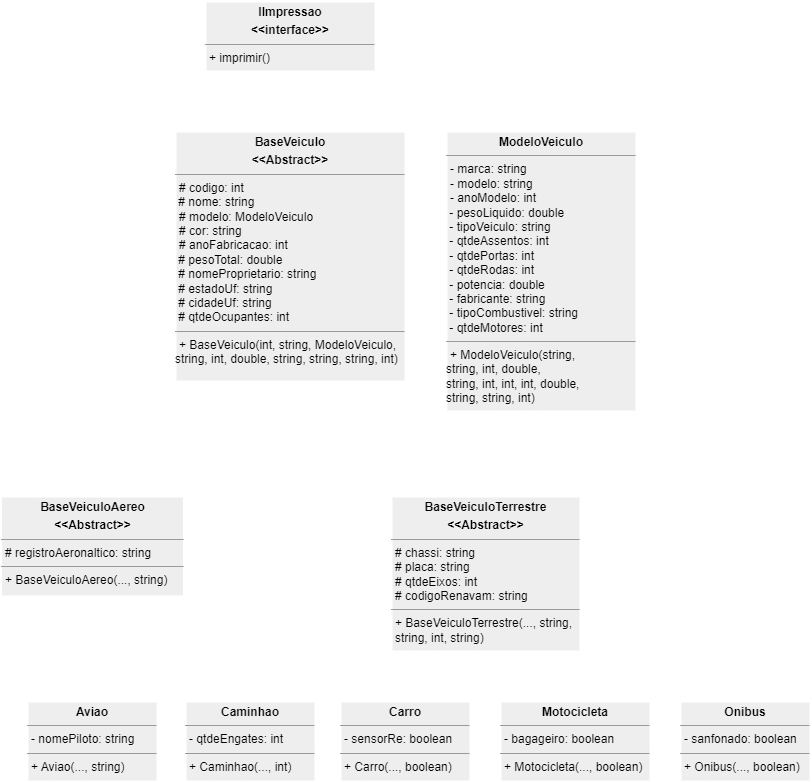 IImpressao
<<interface>>
+ imprimir()
BaseVeiculo
<<Abstract>>
# codigo: int
# nome: string
# modelo: ModeloVeiculo
# cor: string
# anoFabricacao: int
# pesoTotal: double
# nomeProprietario: string
# estadoUf: string
# cidadeUf: string
# qtdeOcupantes: int
+ BaseVeiculo(int, string, ModeloVeiculo,
string, int, double, string, string, string, int)
ModeloVeiculo
- marca: string
- modelo: string
- anoModelo: int
- pesoLiquido: double
- tipoVeiculo: string
- qtdeAssentos: int
- qtdePortas: int
- qtdeRodas: int
- potencia: double
- fabricante: string
- tipoCombustivel: string
- qtdeMotores: int
+ ModeloVeiculo(string,
string, int, double,
string, int, int, int, double,
string, string, int)
BaseVeiculoAereo
<<Abstract>>
# registroAeronaltico: string
+ BaseVeiculoAereo(..., string)
BaseVeiculoTerrestre
<<Abstract>>
# chassi: string
# placa: string
# qtdeEixos: int
# codigoRenavam: string
+ BaseVeiculoTerrestre(..., string,
string, int, string)
Aviao
- nomePiloto: string
+ Aviao(..., string)
Caminhao
- qtdeEngates: int
+ Caminhao(..., int)
Carro
- sensorRe: boolean
+ Carro(..., boolean)
Motocicleta
- bagageiro: boolean
+ Motocicleta(..., boolean)
Onibus
- sanfonado: boolean
+ Onibus(..., boolean)